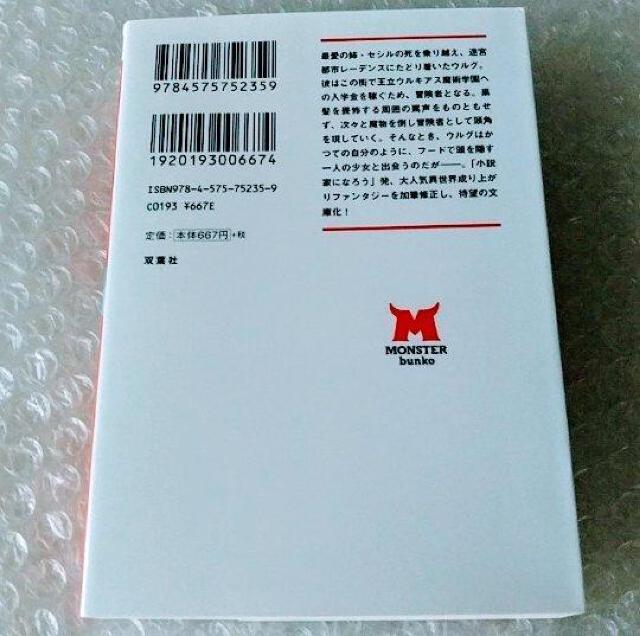 9784575752359
1920193006674
ISBN978-4-575-75235-9
C0193 ¥667E
定価：本体667円+税
双葉社
最愛の姉・セシルの死を乗り越え、迷宮
都市レーデンスにたどり着いたウルグ。
彼はこの街で王立ウルキアス魔術学園へ
の入学金を稼ぐため、冒険者となる。黒
髪を畏怖する周囲の罵声をものともせ
ず、次々と魔物を倒し冒険者として頭角
を現していく。そんなとき、ウルグはか
つての自分のように、フードで頭を隠す
一人の少女と出会うのだが――。「小説
家になろう」発、大人気異世界成り上が
りファンタジーを加筆修正し、待望の文
庫化！
M
MONSTER
bunko